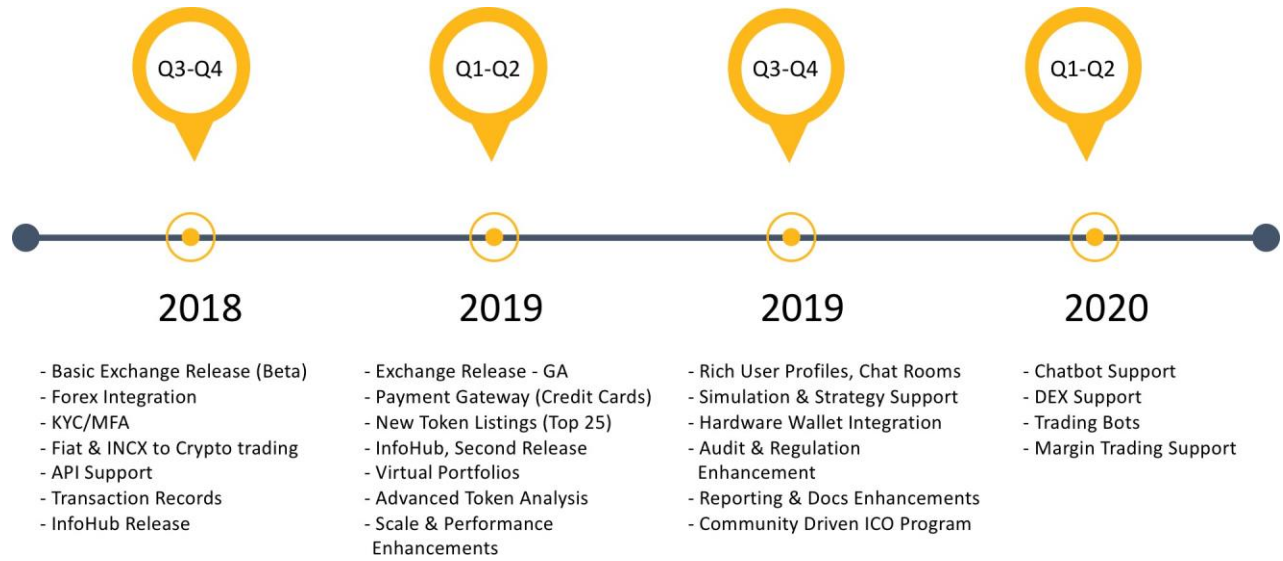 Q3-Q4
Q1-Q2
Q3-Q4
Q1-Q2
2018
2019
2019
2020
- Basic Exchange Release (Beta)
- Forex Integration
- KYC/MFA
- Fiat & INCX to Crypto trading
- API Support
- Transaction Records
- InfoHub Release
- Exchange Release - GA
- Payment Gateway (Credit Cards)
- New Token Listings (Top 25)
- InfoHub, Second Release
- Virtual Portfolios
- Advanced Token Analysis
- Scale & Performance
Enhancements
- Rich User Profiles, Chat Rooms
- Simulation & Strategy Support
- Hardware Wallet Integration
- Audit & Regulation
Enhancement
- Reporting & Docs Enhancements
- Community Driven ICO Program
- Chatbot Support
- DEX Support
- Trading Bots
- Margin Trading Support